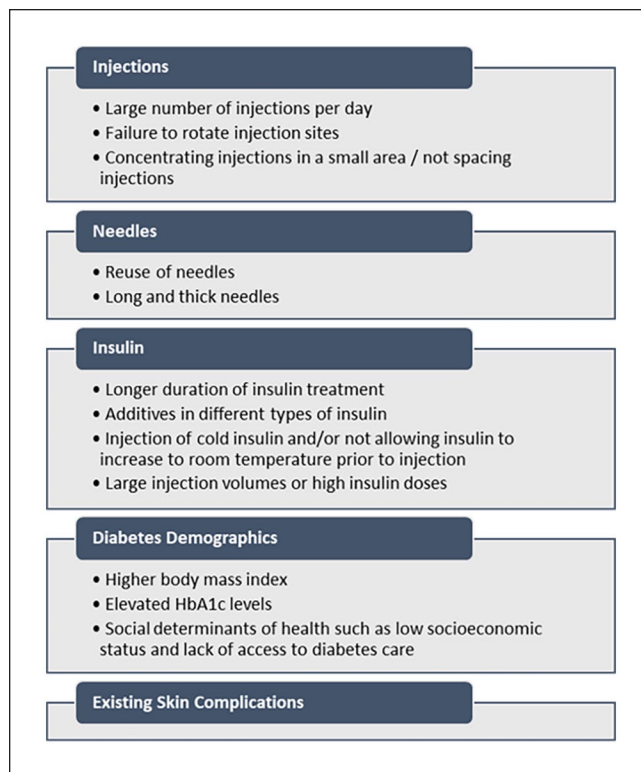 Injections
• Large number of injections per day
• Failure to rotate injection sites
• Concentrating injections in a small area / not spacing
injections
Needles
• Reuse of needles
• Long and thick needles
Insulin
• Longer duration of insulin treatment
• Additives in different types of insulin
• Injection of cold insulin and/or not allowing insulin to
increase to room temperature prior to injection
• Large injection volumes or high insulin doses
Diabetes Demographics
• Higher body mass index
• Elevated HbA1c levels
• Social determinants of health such as low socioeconomic
status and lack of access to diabetes care
Existing Skin Complications